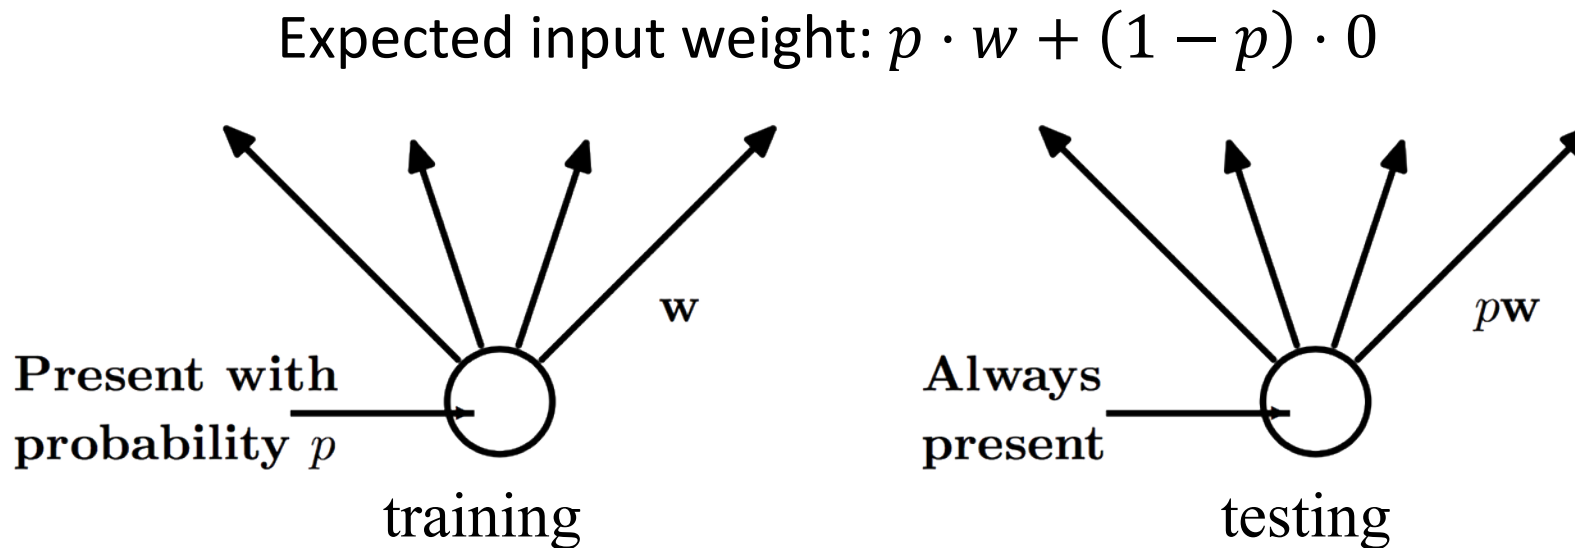 Expected input weight: p · w + (1 − p) · 0
w
pw
Present with
probability p
Always
present
training
testing